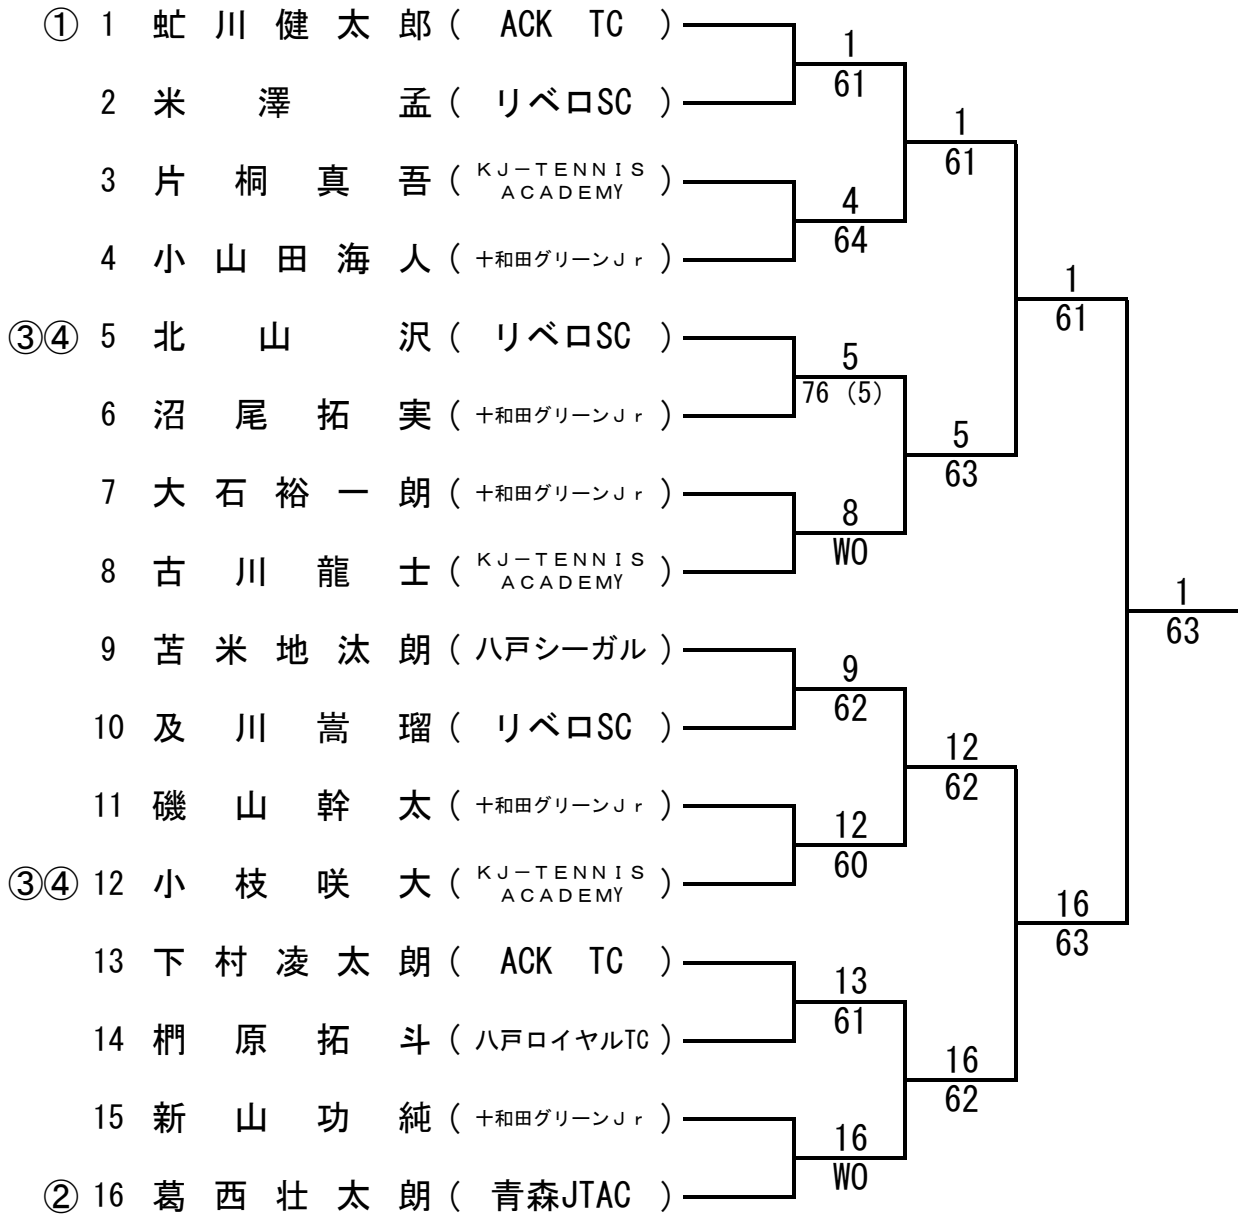 ① 1 虻川健太郎 ( ACK TC )
2 米澤孟 ( リベロSC )
3 片桐真吾 ( KJ-TENNIS ACADEMY )
4 小山田海人 ( 十和田グリーンJr )
③④ 5 北山沢 ( リベロSC )
6 沼尾拓実 ( 十和田グリーンJr )
7 大石裕一朗 ( 十和田グリーンJr )
8 古川龍士 ( KJ-TENNIS ACADEMY )
9 苫米地汰朗 ( 八戸シーガル )
10 及川嵩瑠 ( リベロSC )
11 磯山幹太 ( 十和田グリーンJr )
③④ 12 小枝咲大 ( KJ-TENNIS ACADEMY )
13 下村凌太朗 ( ACK TC )
14 椚原拓斗 ( 八戸ロイヤルTC )
15 新山功純 ( 十和田グリーンJr )
② 16 葛西壮太朗 ( 青森JTAC )
1
61
4
64
5
76 (5)
8
WO
9
62
12
60
13
61
16
WO
1
61
5
63
12
62
16
62
1
61
16
63
1
63